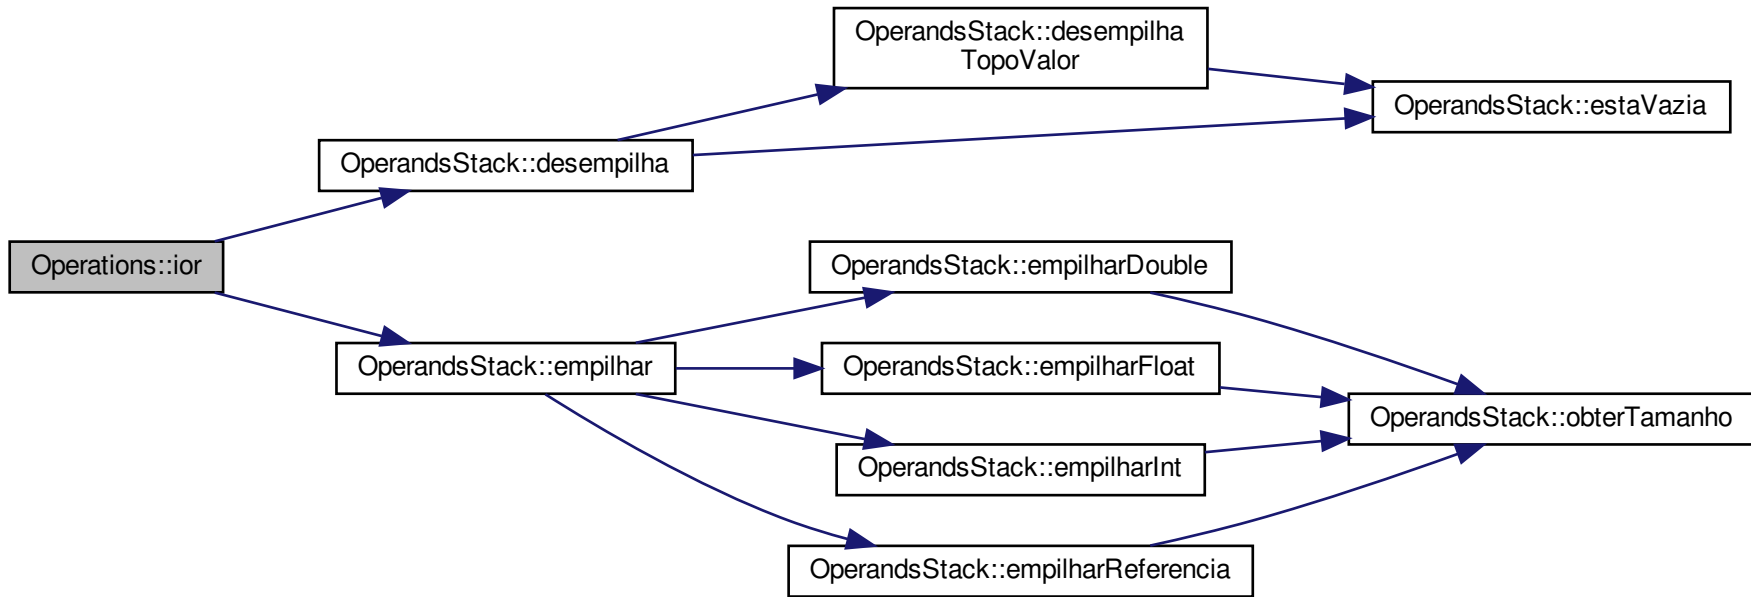 OperandsStack::desempilha
TopoValor
OperandsStack::estaVazia
OperandsStack::desempilha
Operations::ior
OperandsStack::empilharDouble
OperandsStack::empilhar
OperandsStack::empilharFloat
OperandsStack::obterTamanho
OperandsStack::empilharInt
OperandsStack::empilharReferencia